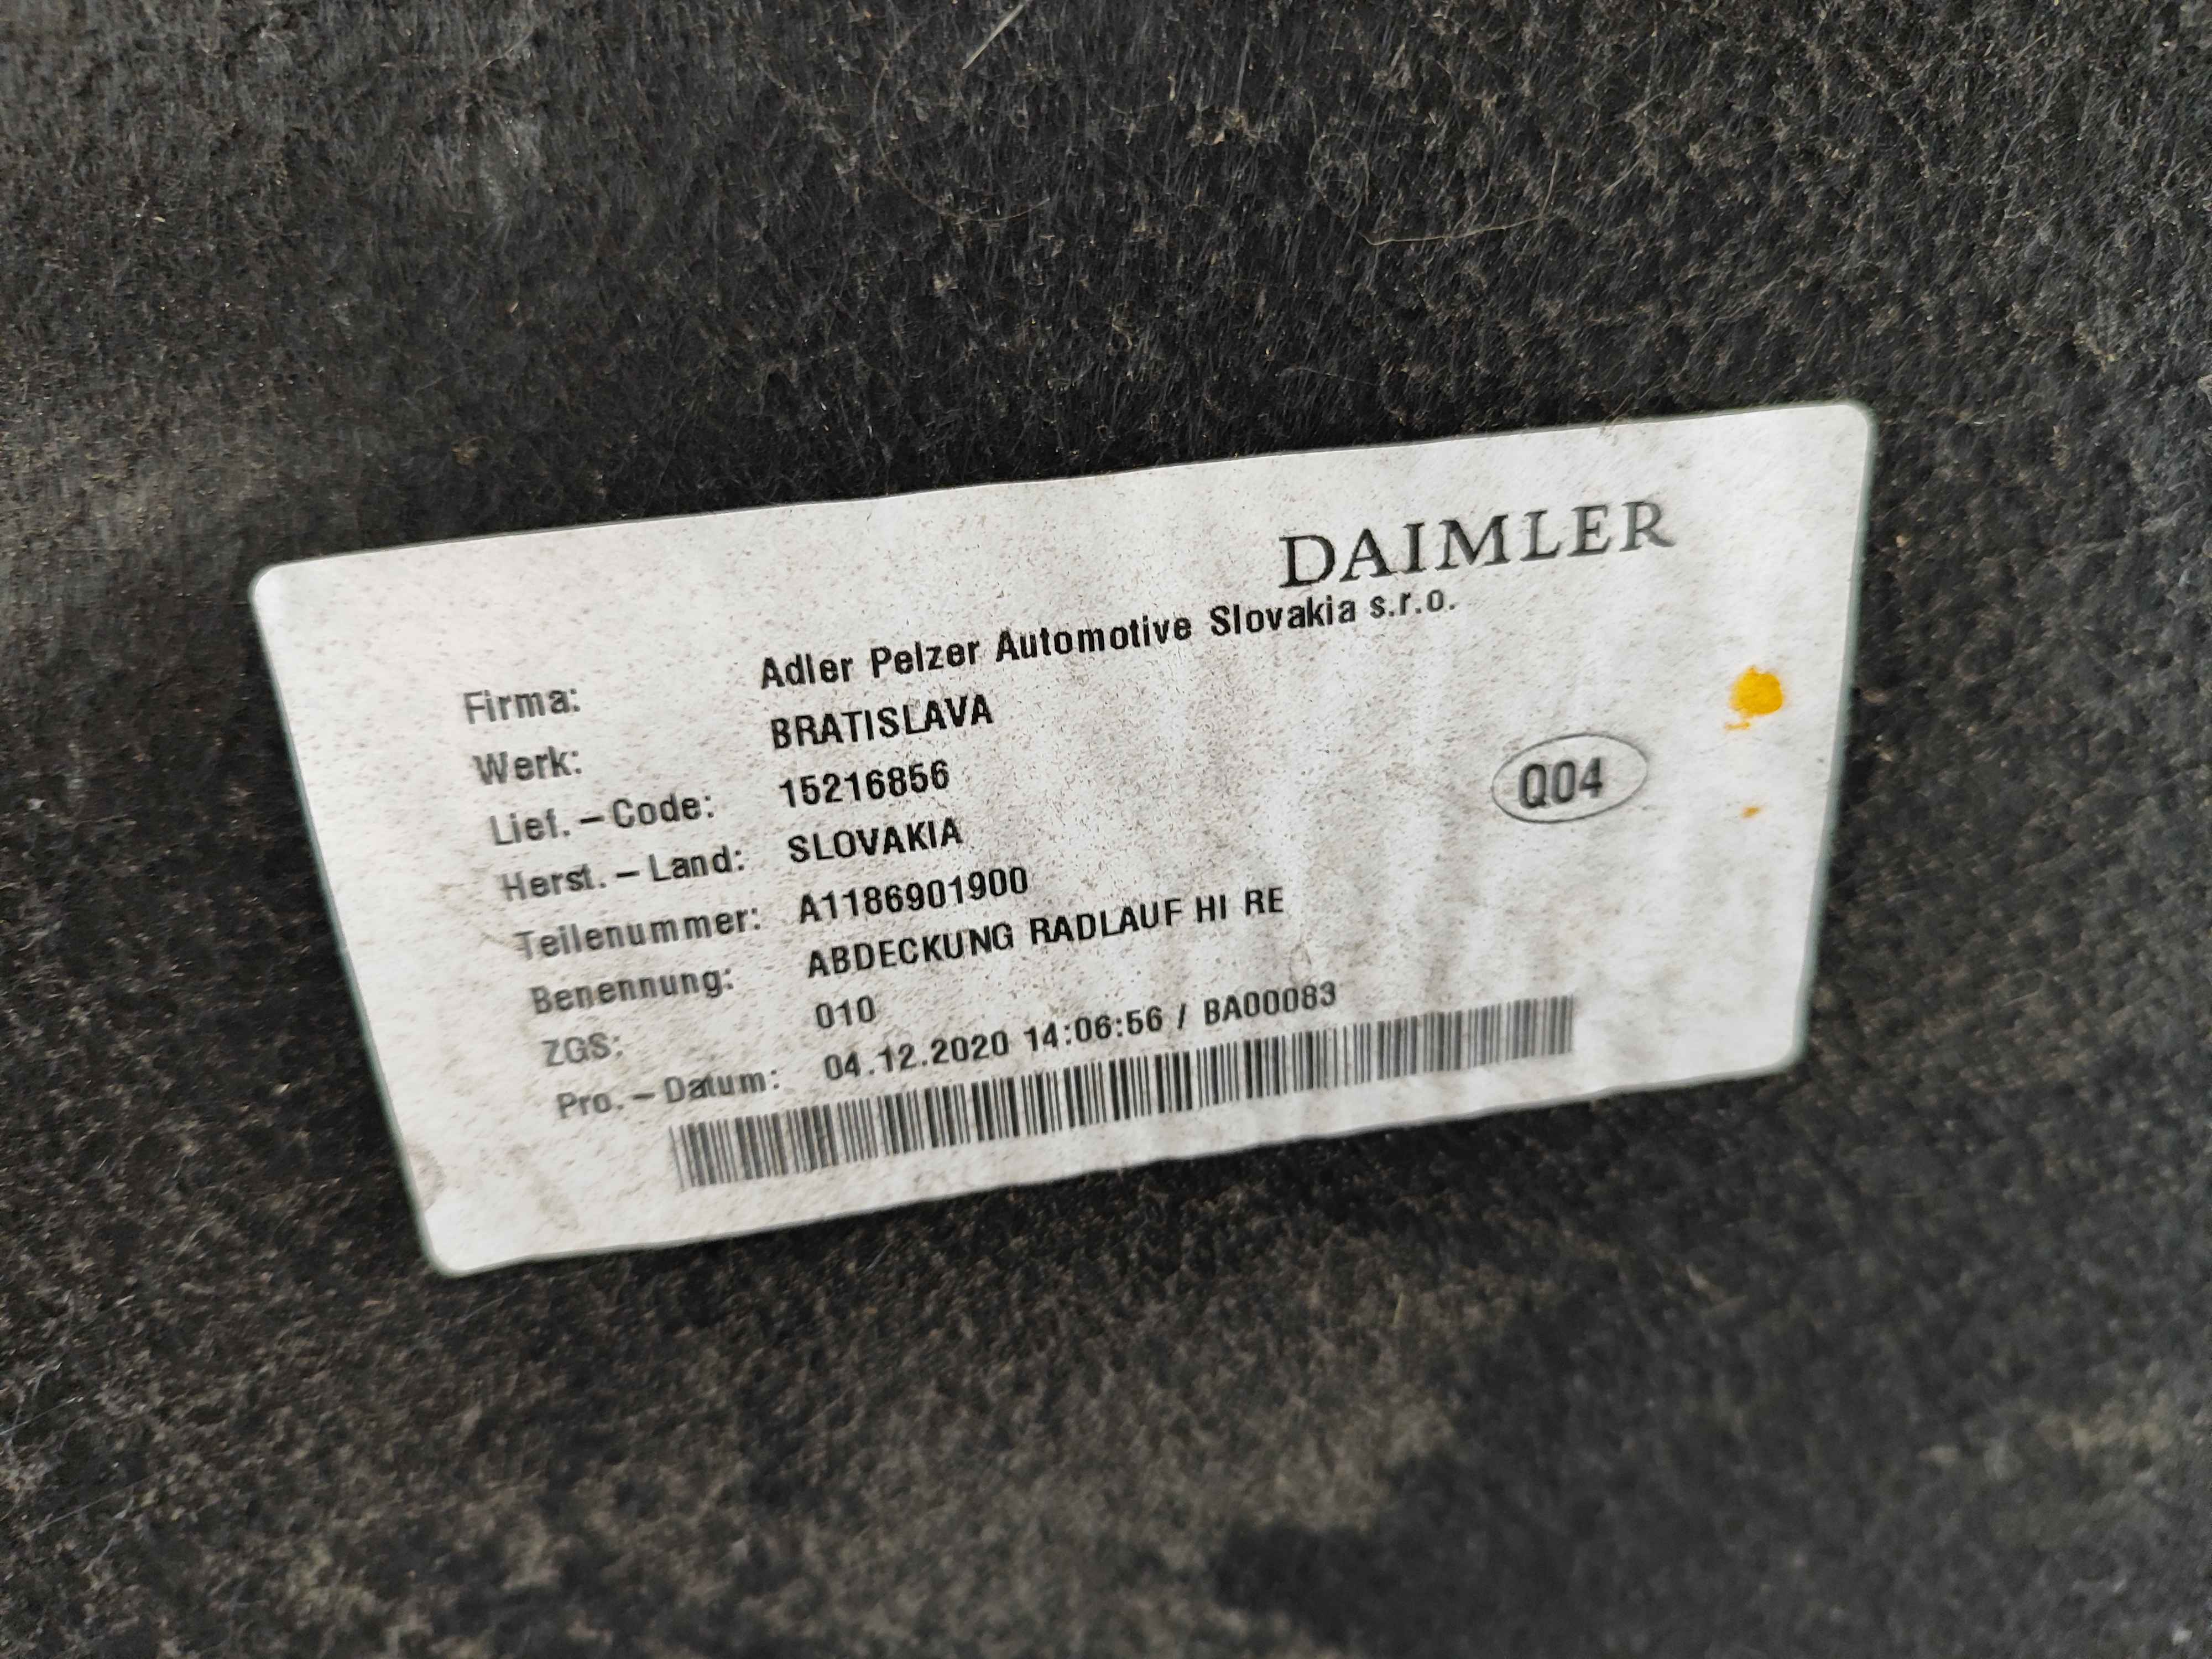 DAIMLER
Firma: Adler Pelzer Automotive Slovakia s.r.o.
Werk: BRATISLAVA
Lief.-Code: 15216856
Herst.-Land: SLOVAKIA
Teilenummer: A1186901900
Benennung: ABDECKUNG RADLAUF HI RE
ZGS: 010
Pro.-Datum: 04.12.2020 14:06:56 / BA00083
Q04